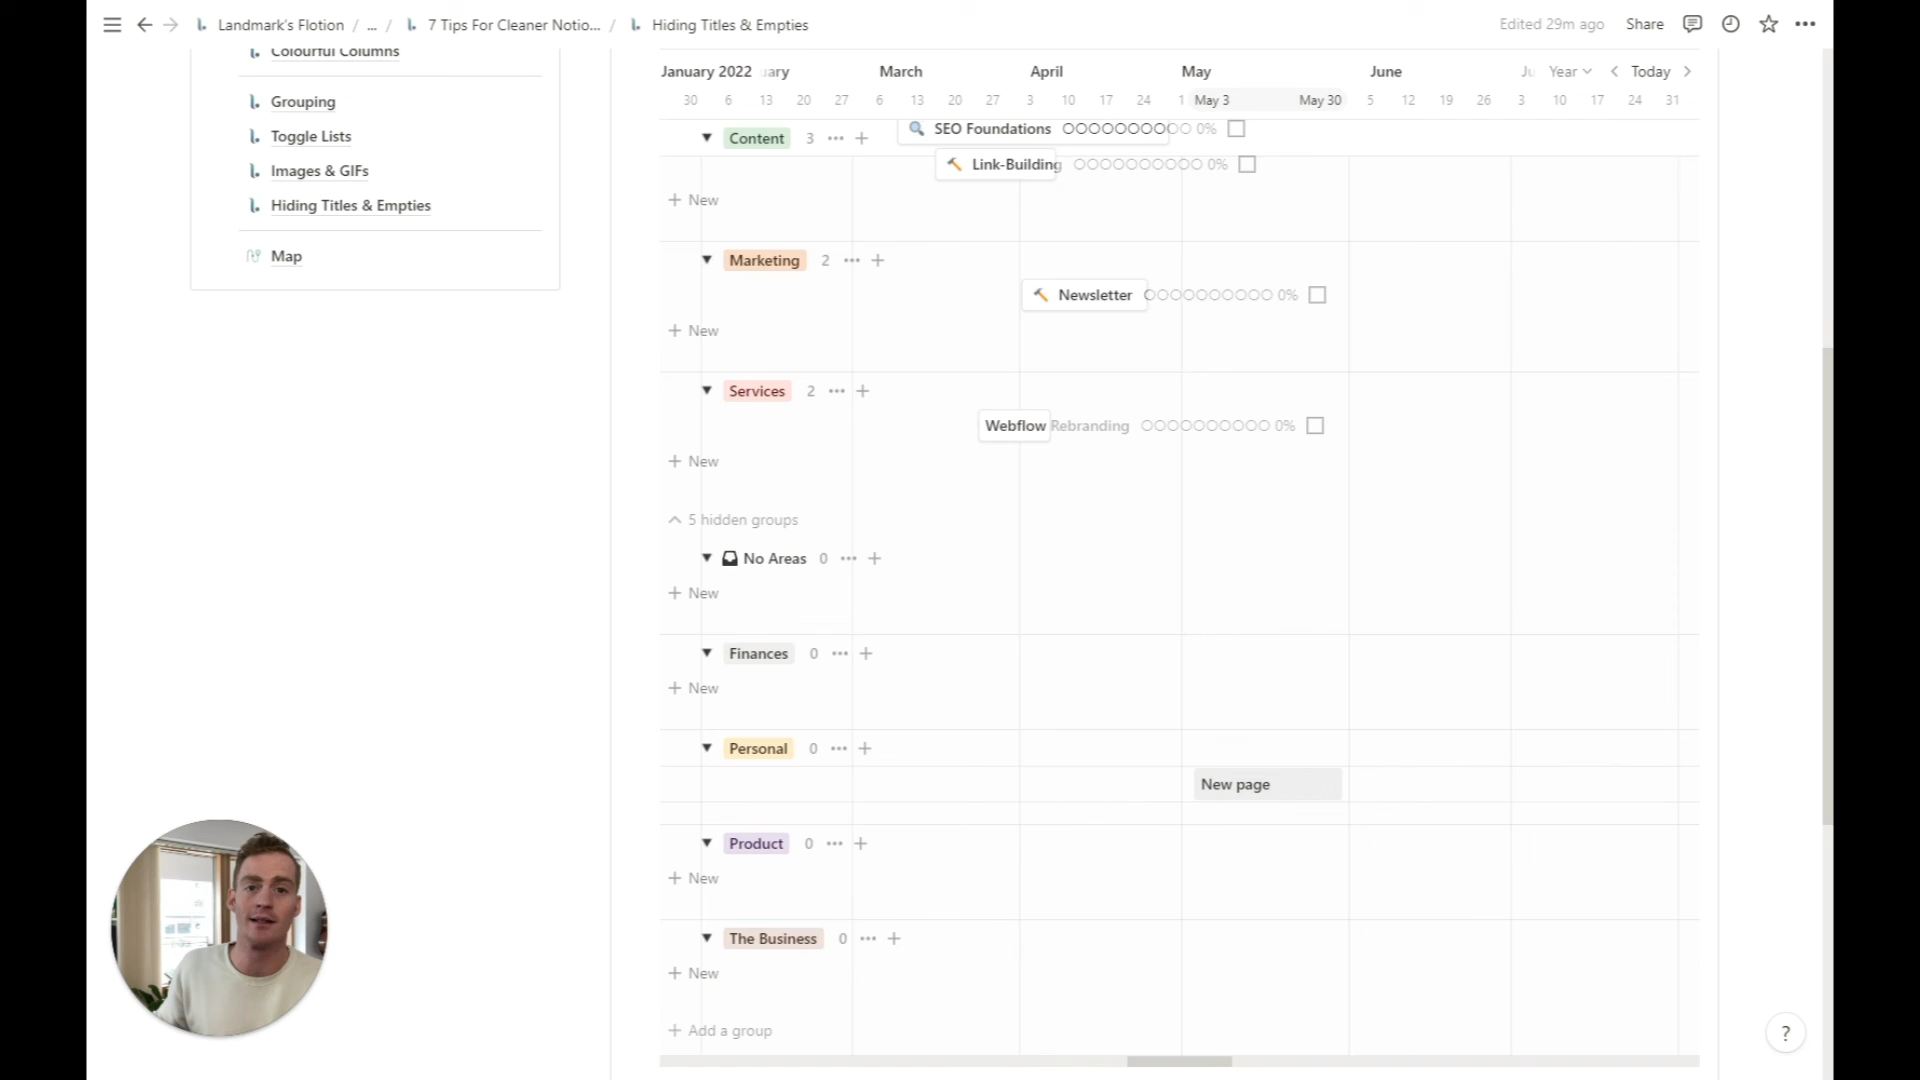 Landmark's Flotion / ... / 7 Tips For Cleaner Notio... / Hiding Titles & Empties
Edited 29m ago Share
Colourful Columns
Grouping
Toggle Lists
Images & GIFs
Hiding Titles & Empties
Map
January 2022 ary March April May June Ju Year Today
30 6 13 20 27 6 13 20 27 3 10 17 24 1 May 3 May 30 5 12 19 26 3 10 17 24 31
SEO Foundations 0%
Content 3
Link-Building 0%
New
Marketing 2
Newsletter 0%
New
Services 2
Webflow Rebranding 0%
New
5 hidden groups
No Areas 0
New
Finances 0
New
Personal 0
New page
Product 0
New
The Business 0
New
Add a group
?